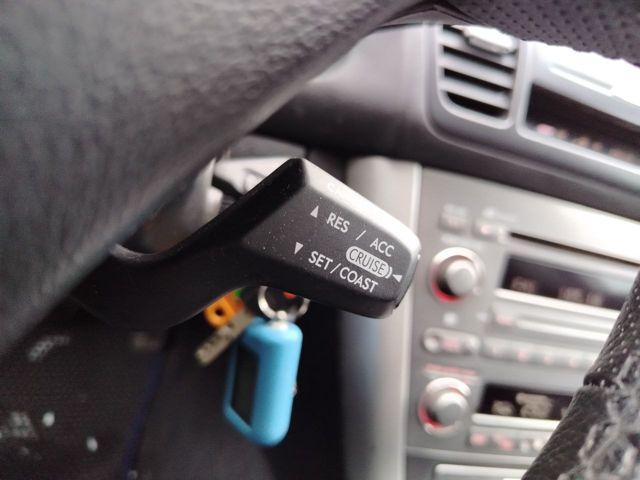 ▲ RES / ACC
CRUISE ◄
▼ SET / COAST